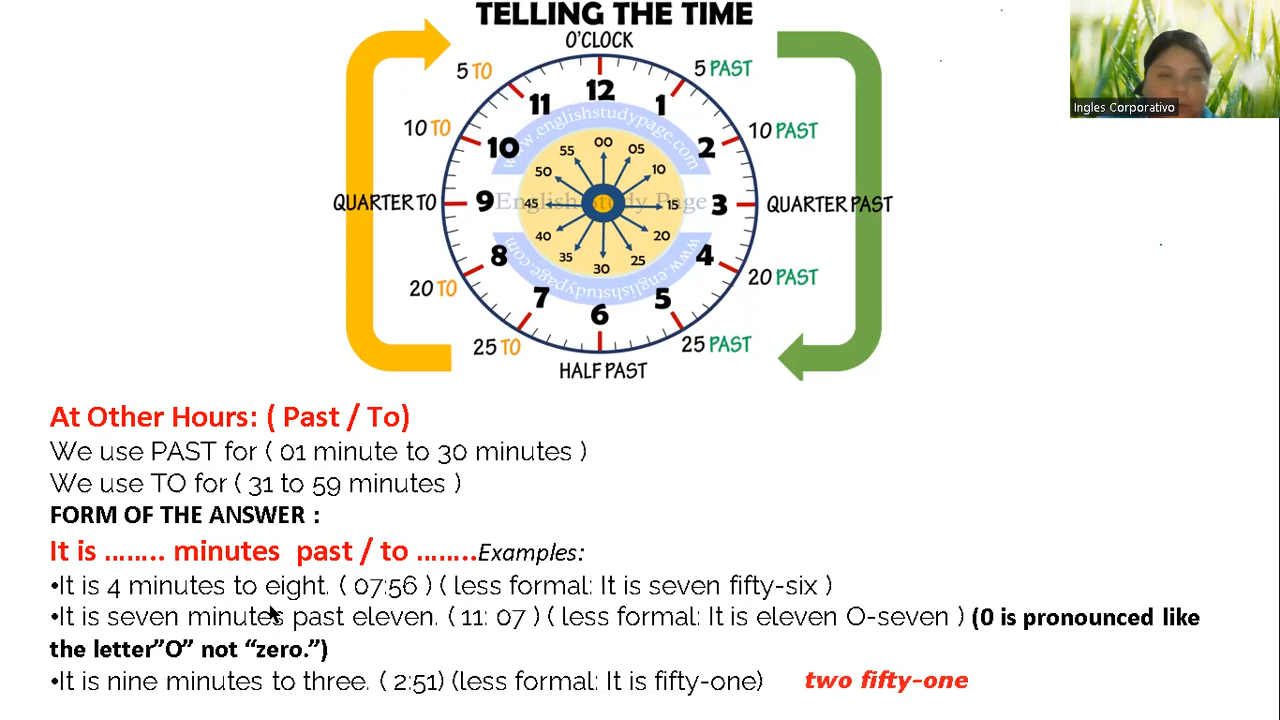 TELLING THE TIME
O'CLOCK
5 TO
5 PAST
10 TO
10 PAST
QUARTER TO
QUARTER PAST
20 TO
20 PAST
25 TO
25 PAST
HALF PAST
12
1
2
3
4
5
6
7
8
9
10
11
00
05
10
15
20
25
30
35
40
45
50
55
www.englishstudypage.com
English Study Page
www.englishstudypage.com
Ingles Corporativo
At Other Hours: ( Past / To)
We use PAST for ( 01 minute to 30 minutes )
We use TO for ( 31 to 59 minutes )
FORM OF THE ANSWER :
It is …….. minutes past / to ……..Examples:
•It is 4 minutes to eight. ( 07:56 ) ( less formal: It is seven fifty-six )
•It is seven minutes past eleven. ( 11: 07 ) ( less formal: It is eleven O-seven ) (0 is pronounced like
the letter"O" not "zero.")
•It is nine minutes to three. ( 2:51) (less formal: It is fifty-one) two fifty-one